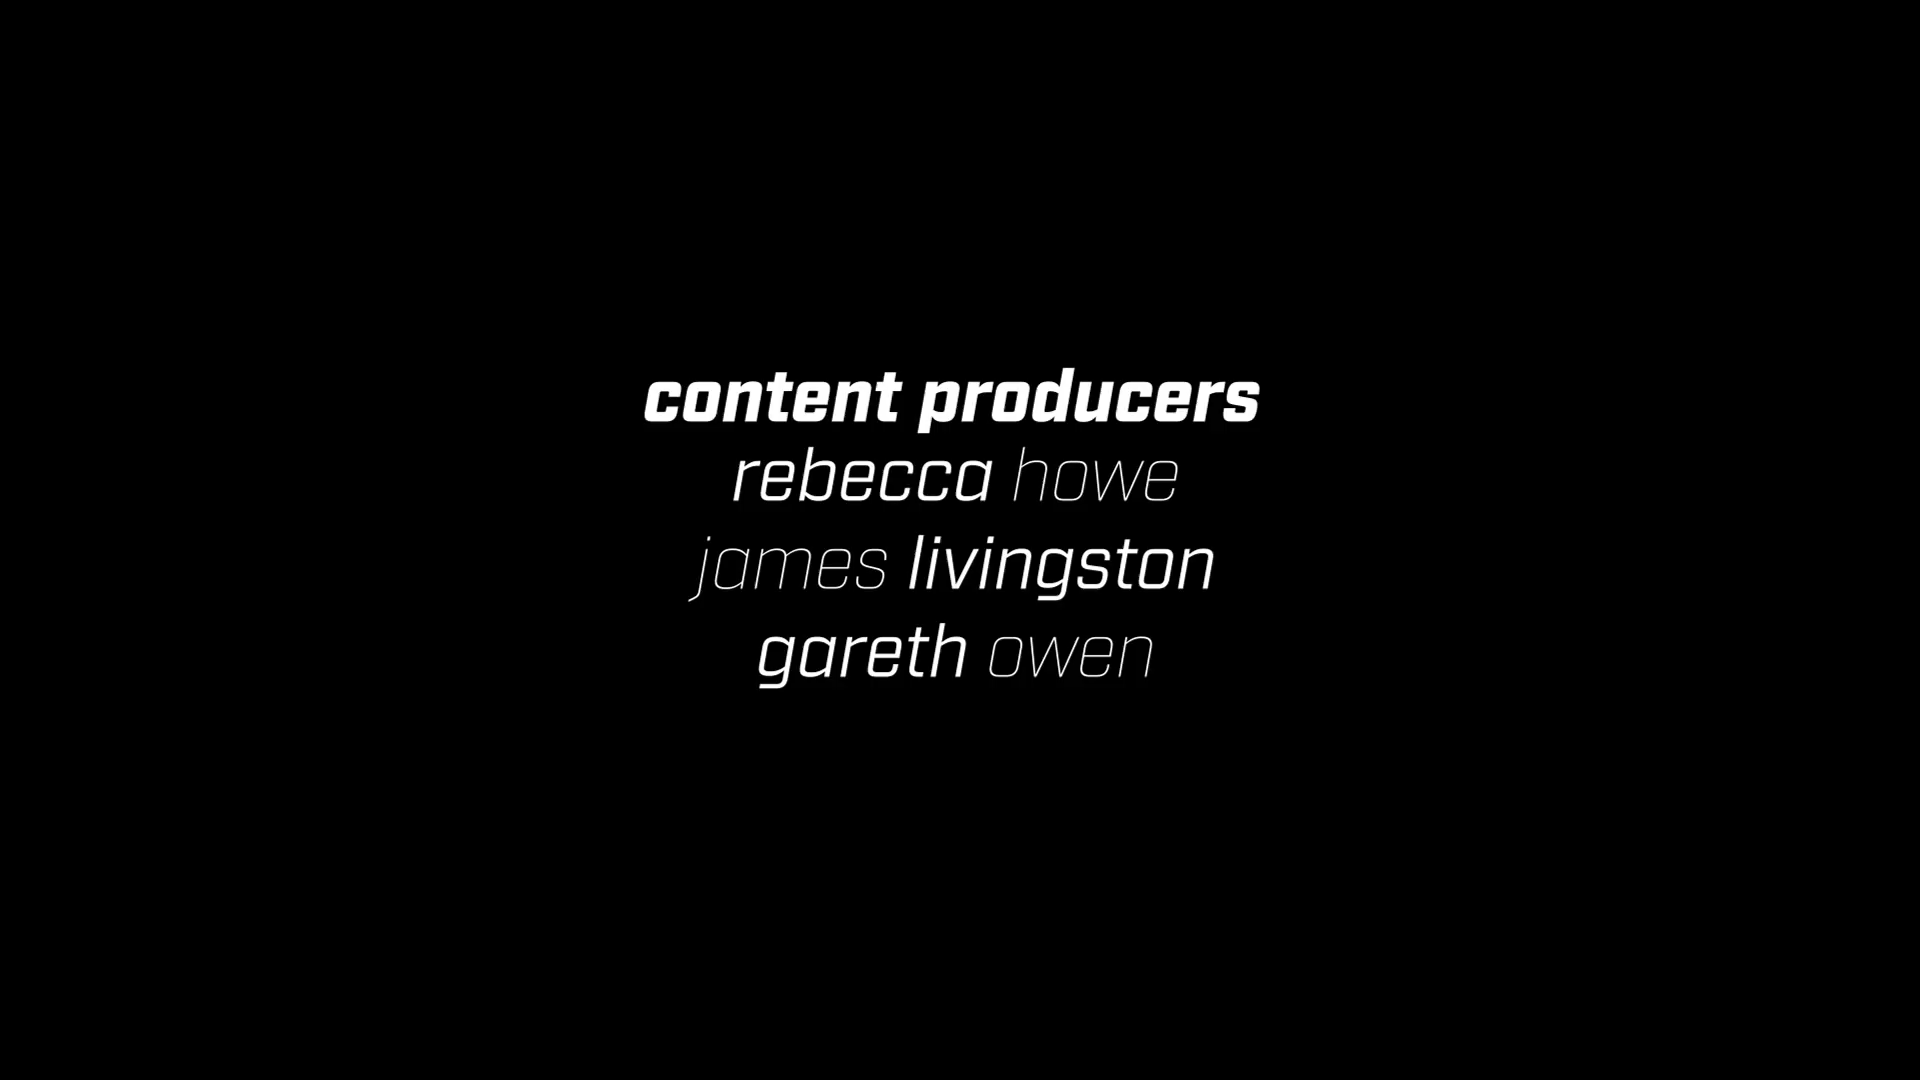 content producers
rebecca howe
james livingston
gareth owen